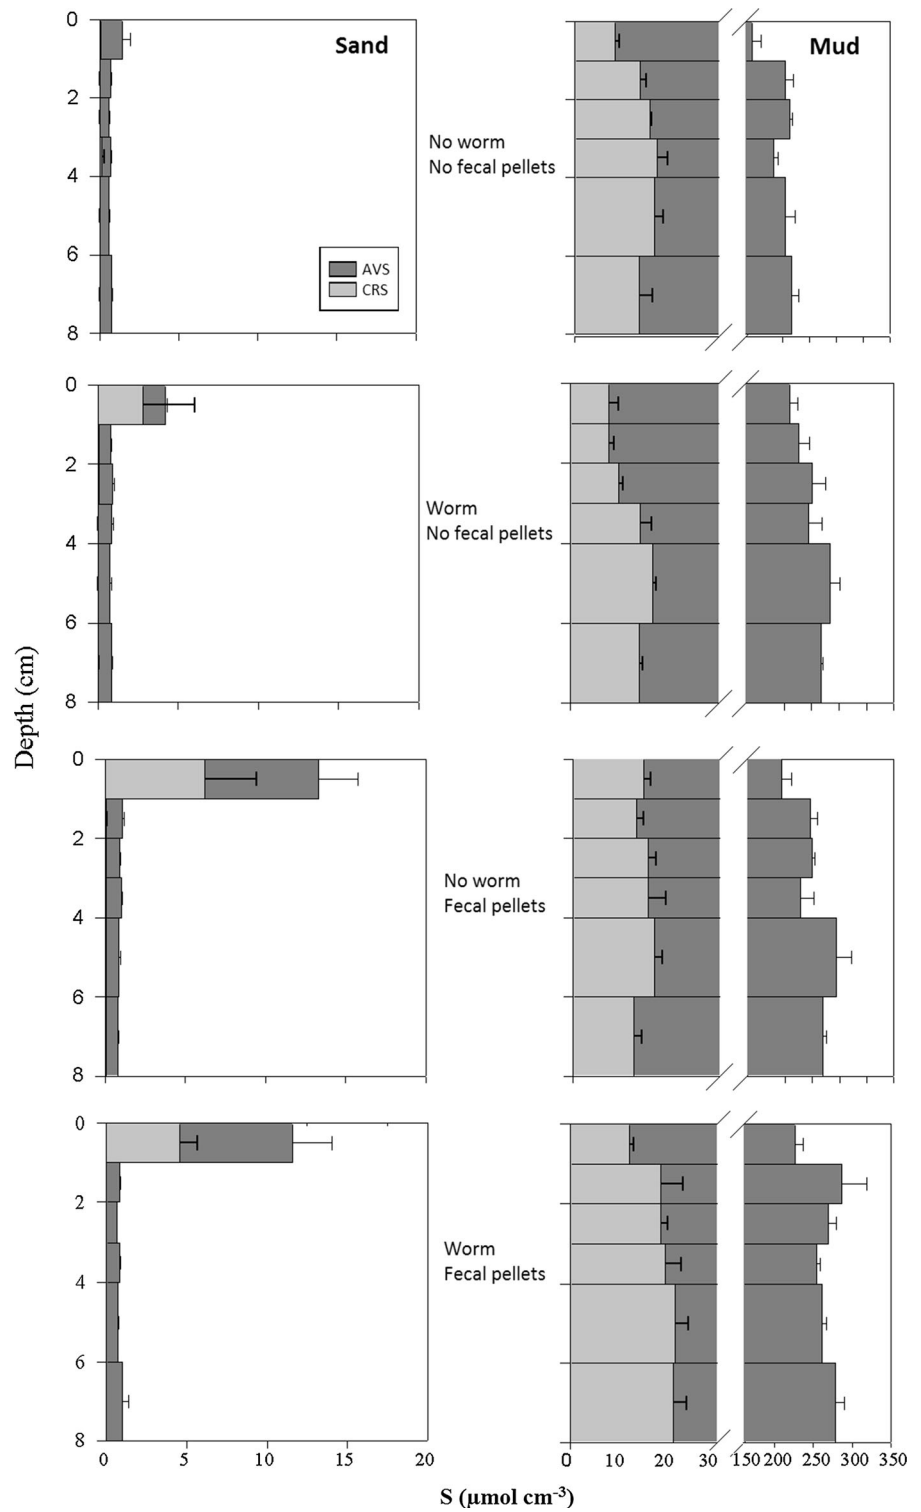 0
Sand
Mud
2
No worm
No fecal pellets
4
6
AVS
CRS
8
0
2
Worm
No fecal pellets
4
6
8
Depth (cm)
0
2
No worm
Fecal pellets
4
6
8
0
2
Worm
Fecal pellets
4
6
8
0 5 10 15 20
0 10 20 30 150 200 250 300 350
S (µmol cm-3)